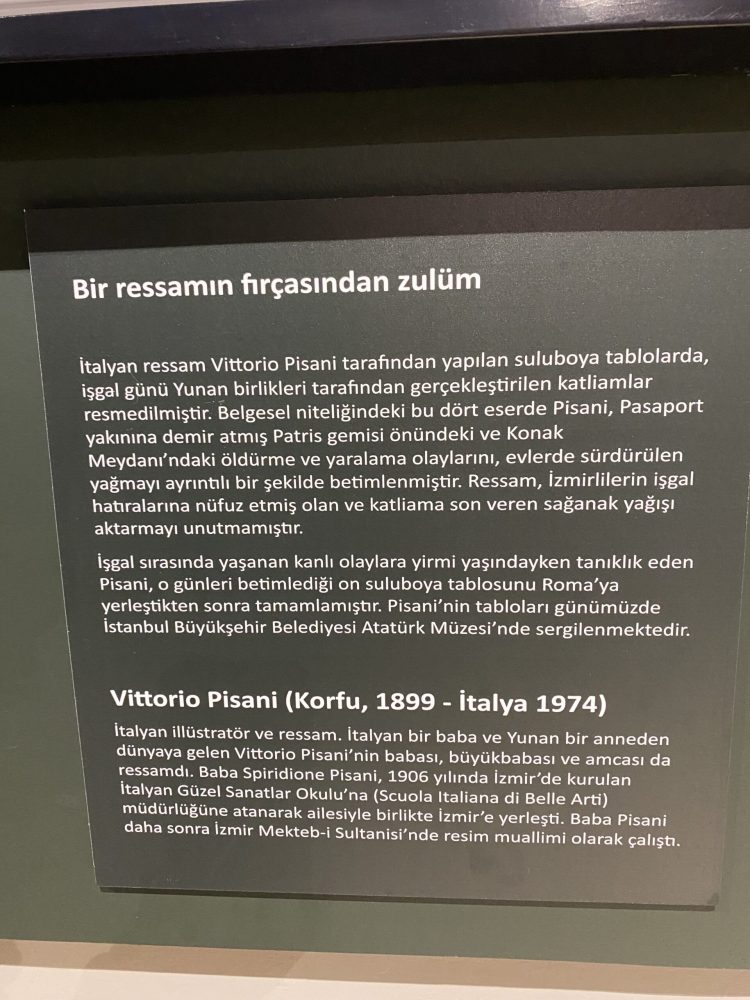 Bir ressamın fırçasından zulüm
İtalyan ressam Vittorio Pisani tarafından yapılan suluboya tablolarda,
işgal günü Yunan birlikleri tarafından gerçekleştirilen katliamlar
resmedilmiştir. Belgesel niteliğindeki bu dört eserde Pisani, Pasaport
yakınına demir atmış Patris gemisi önündeki ve Konak
Meydanı'ndaki öldürme ve yaralama olaylarını, evlerde sürdürülen
yağmayı ayrıntılı bir şekilde betimlenmiştir. Ressam, İzmirlilerin işgal
hatıralarına nüfuz etmiş olan ve katliama son veren sağanak yağışı
aktarmayı unutmamıştır.
İşgal sırasında yaşanan kanlı olaylara yirmi yaşındayken tanıklık eden
Pisani, o günleri betimlediği on suluboya tablosunu Roma'ya
yerleştikten sonra tamamlamıştır. Pisani'nin tabloları günümüzde
İstanbul Büyükşehir Belediyesi Atatürk Müzesi'nde sergilenmektedir.
Vittorio Pisani (Korfu, 1899 - İtalya 1974)
İtalyan illüstratör ve ressam. İtalyan bir baba ve Yunan bir anneden
dünyaya gelen Vittorio Pisani'nin babası, büyükbabası ve amcası da
ressamdı. Baba Spiridione Pisani, 1906 yılında İzmir'de kurulan
İtalyan Güzel Sanatlar Okulu'na (Scuola Italiana di Belle Arti)
müdürlüğüne atanarak ailesiyle birlikte İzmir'e yerleşti. Baba Pisani
daha sonra İzmir Mekteb-i Sultanisi'nde resim muallimi olarak çalıştı.